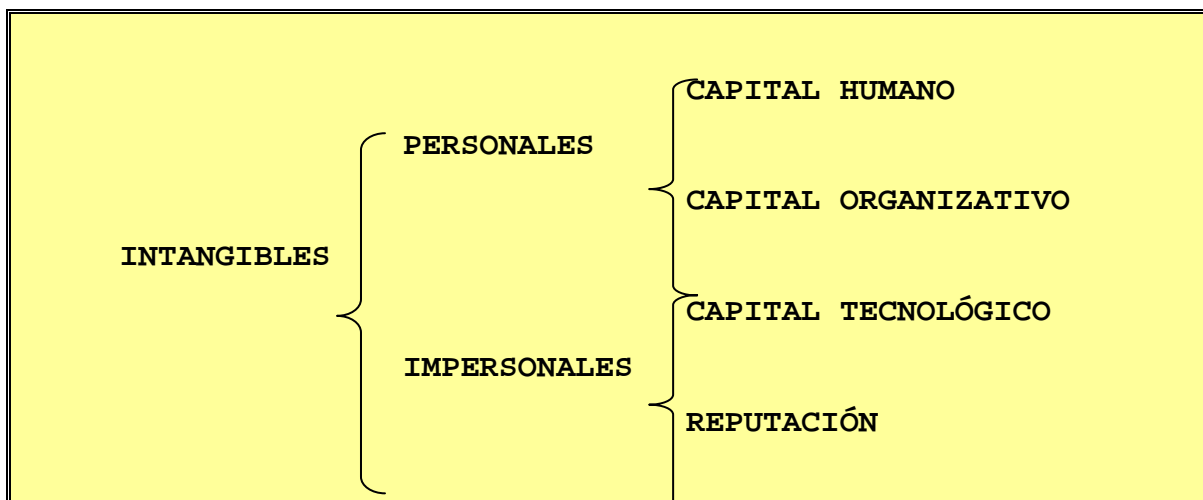 CAPITAL HUMANO
PERSONALES
CAPITAL ORGANIZATIVO
INTANGIBLES
CAPITAL TECNOLÓGICO
IMPERSONALES
REPUTACIÓN